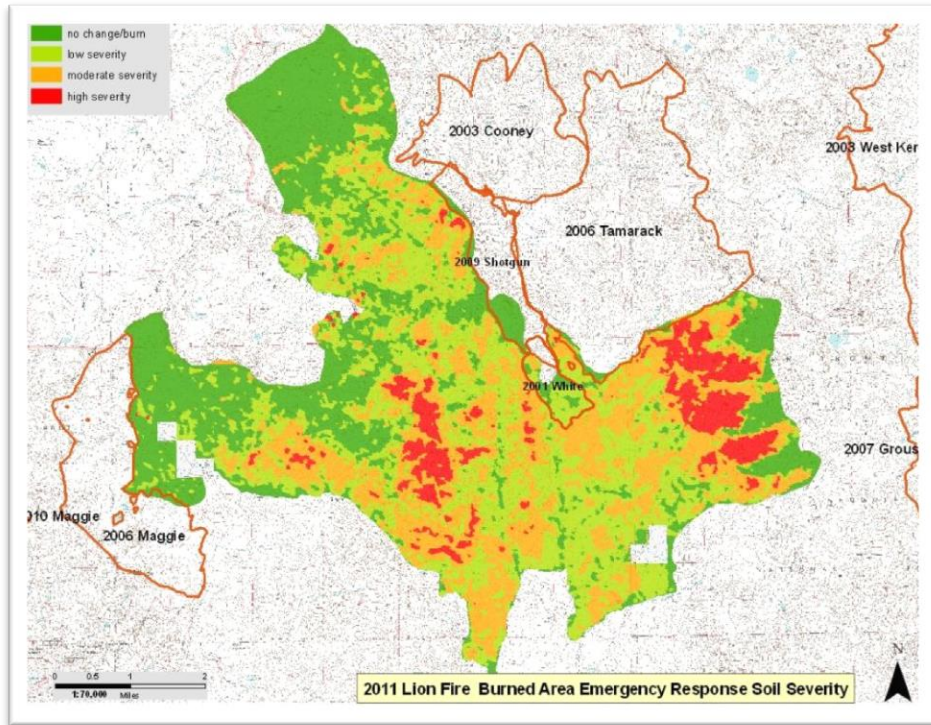 no change/burn
low severity
moderate severity
high severity
2003 Cooney
2003 West Ker
2006 Tamarack
2009 Shotgun
2001 White
2007 Grous
010 Maggie
2006 Maggie
0 0.5 1 2
1:70,000 Miles
N
2011 Lion Fire Burned Area Emergency Response Soil Severity